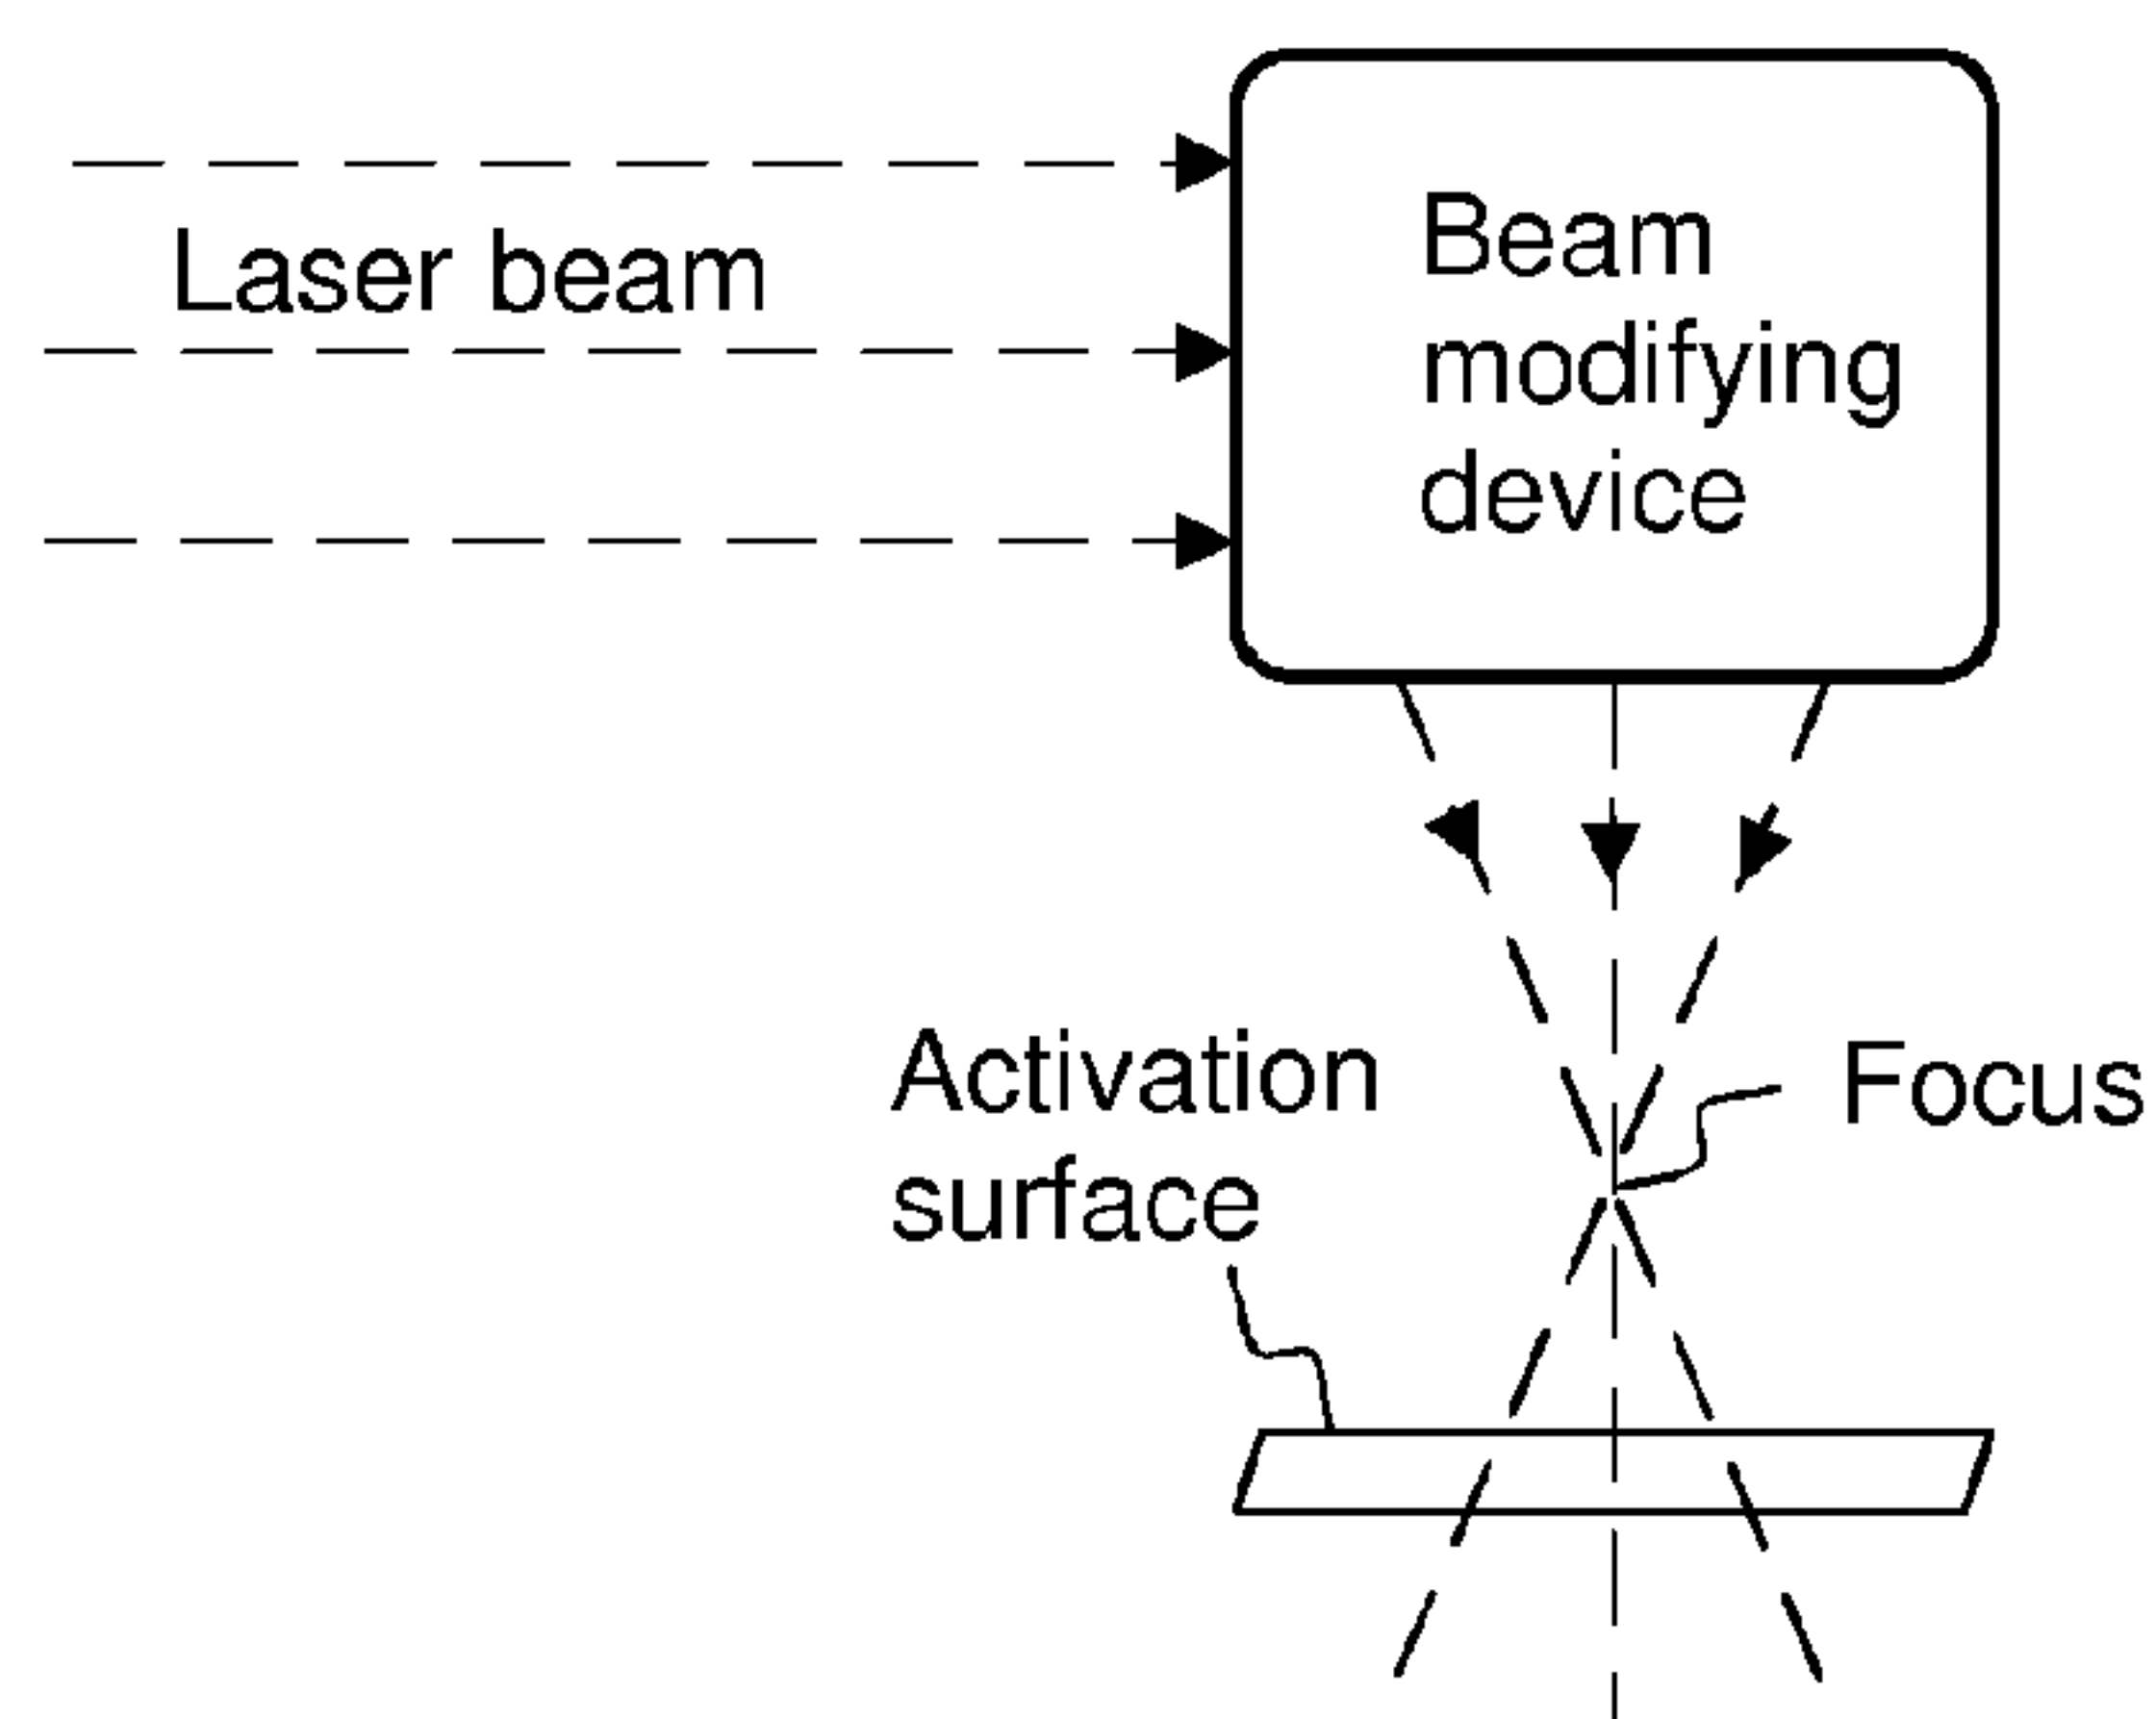 Laser beam
Beam
modifying
device
Activation
surface
Focus